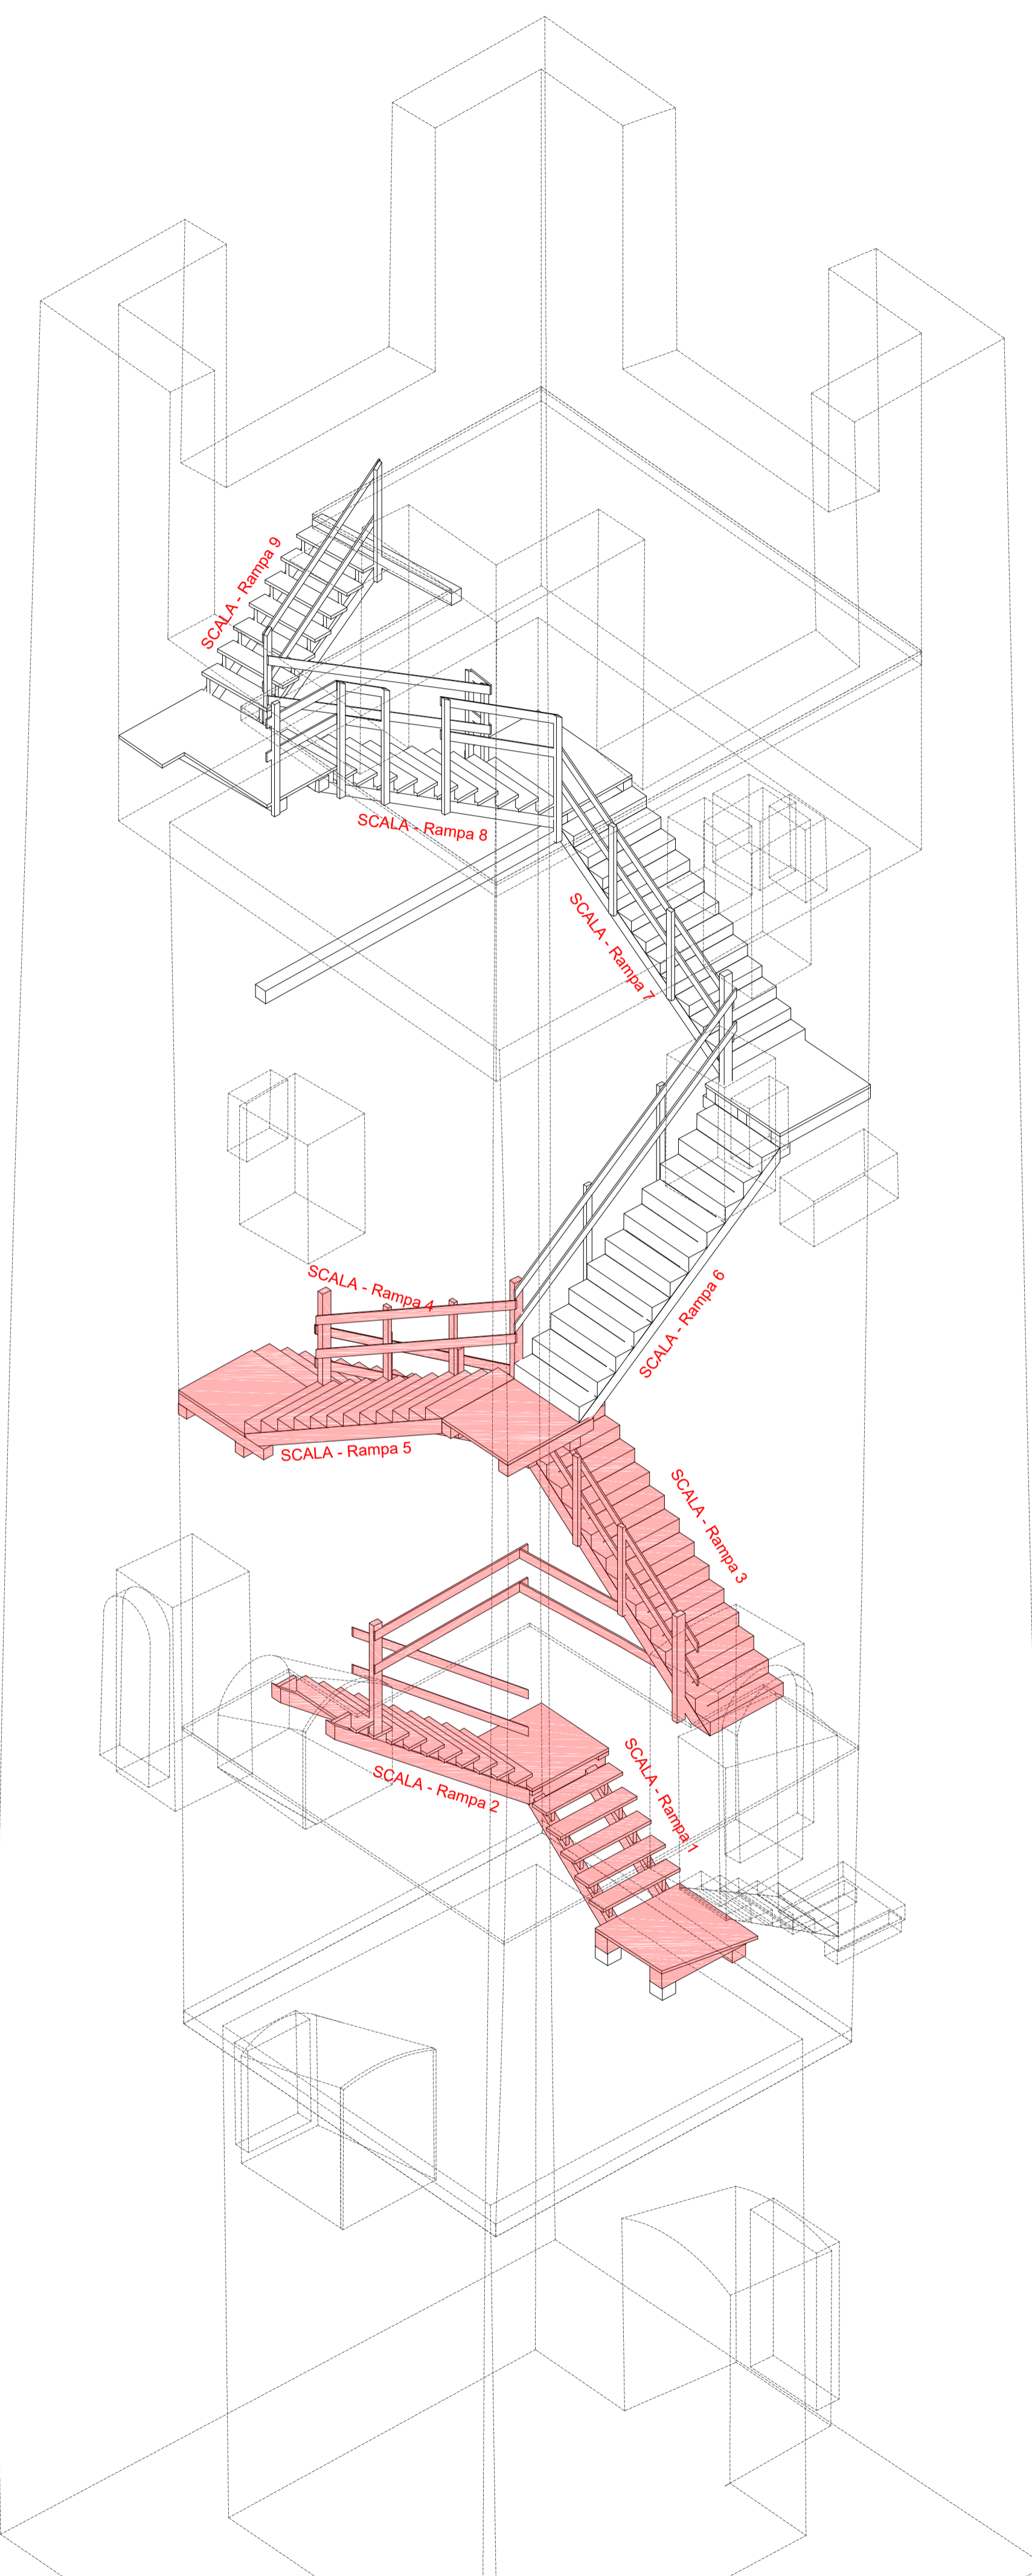 SCALA - Rampa 9
SCALA - Rampa 8
SCALA - Rampa 7
SCALA - Rampa 4
SCALA - Rampa 6
SCALA - Rampa 5
SCALA - Rampa 3
SCALA - Rampa 2
SCALA - Rampa 1